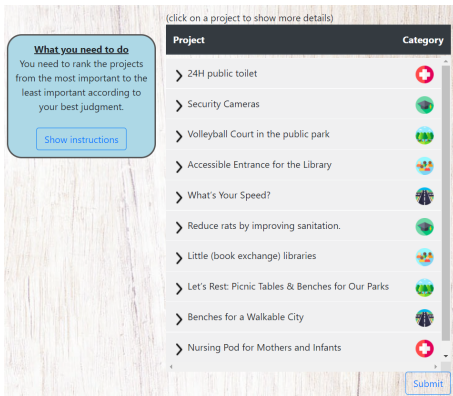 (click on a project to show more details)
What you need to do
You need to rank the projects
from the most important to the
least important according to
your best judgment.
Show instructions
Project Category
24H public toilet
Security Cameras
Volleyball Court in the public park
Accessible Entrance for the Library
What's Your Speed?
Reduce rats by improving sanitation.
Little (book exchange) libraries
Let's Rest: Picnic Tables & Benches for Our Parks
Benches for a Walkable City
Nursing Pod for Mothers and Infants
Submit